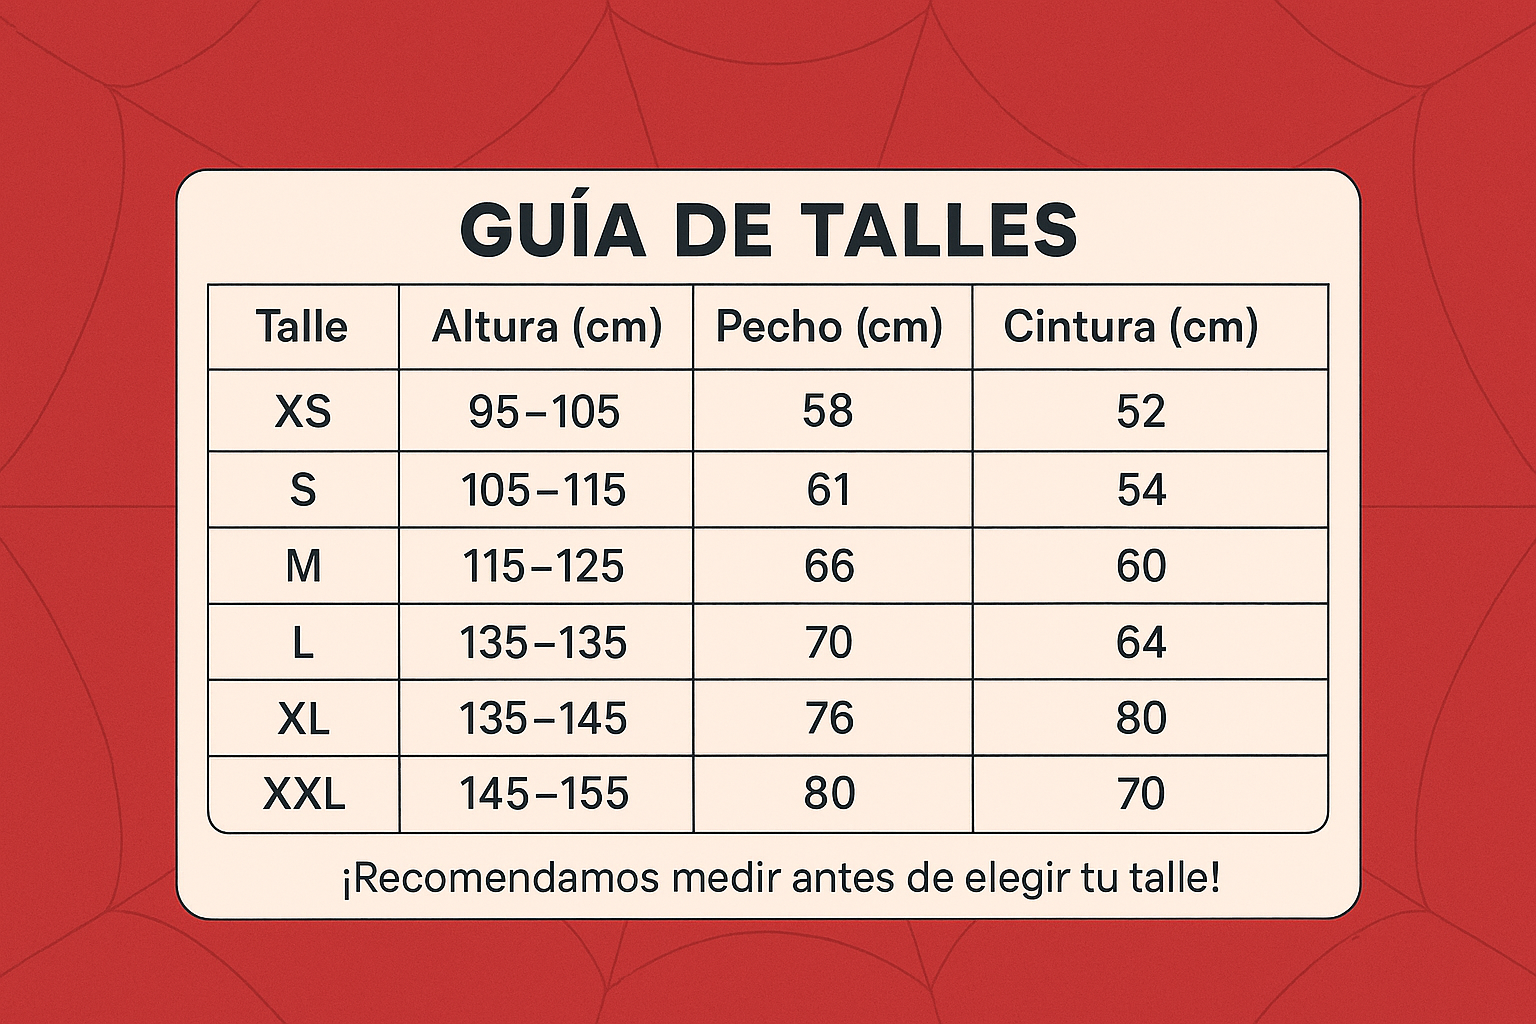 GUÍA DE TALLES
Talle Altura (cm) Pecho (cm) Cintura (cm)
XS 95–105 58 52
S 105–115 61 54
M 115–125 66 60
L 135–135 70 64
XL 135–145 76 80
XXL 145–155 80 70
¡Recomendamos medir antes de elegir tu talle!